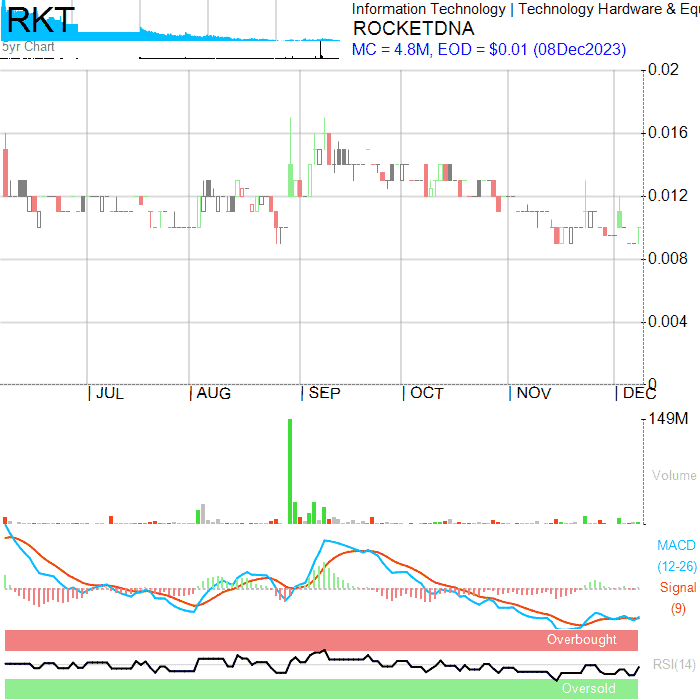 RKT
5yr Chart
Information Technology | Technology Hardware & Equ
ROCKETDNA
MC = 4.8M, EOD = $0.01 (08Dec2023)
0.02
0.016
0.012
0.008
0.004
0
JUL AUG SEP OCT NOV DEC
149M
Volume
MACD
(12-26)
Signal
(9)
Overbought
RSI(14)
Oversold